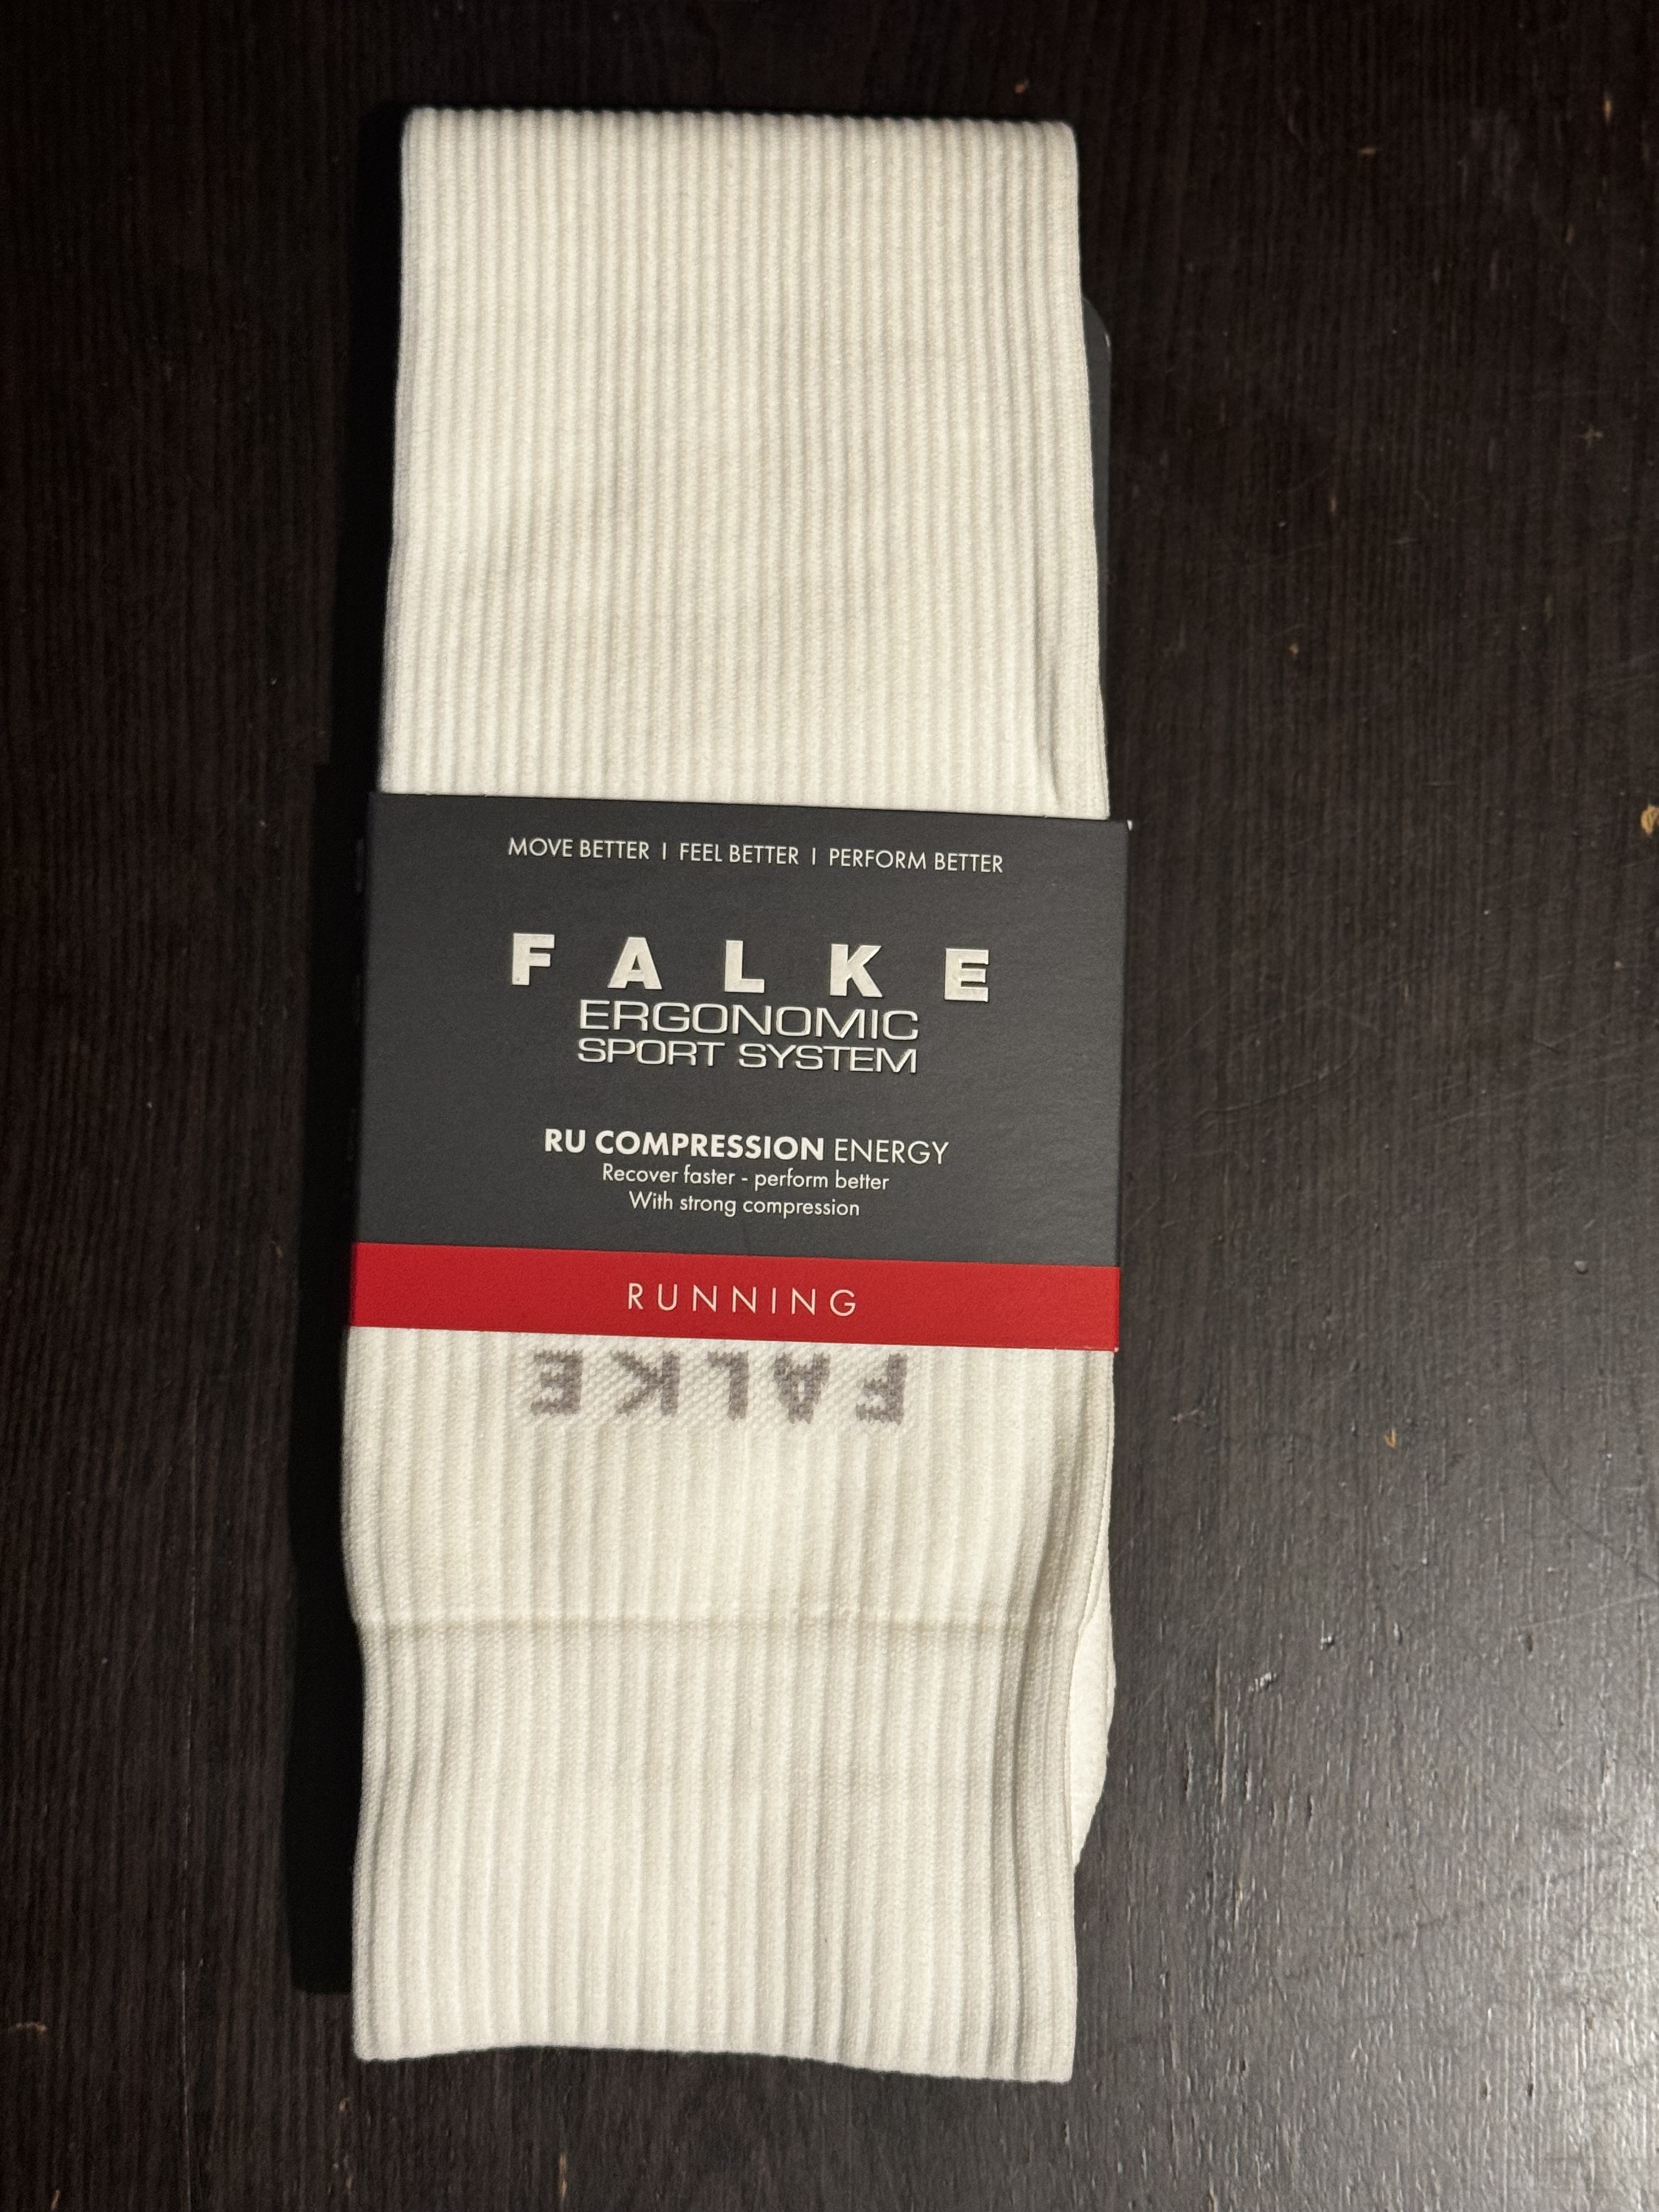 MOVE BETTER | FEEL BETTER | PERFORM BETTER
FALKE
ERGONOMIC
SPORT SYSTEM
RU COMPRESSION ENERGY
Recover faster - perform better
With strong compression
RUNNING
FALKE